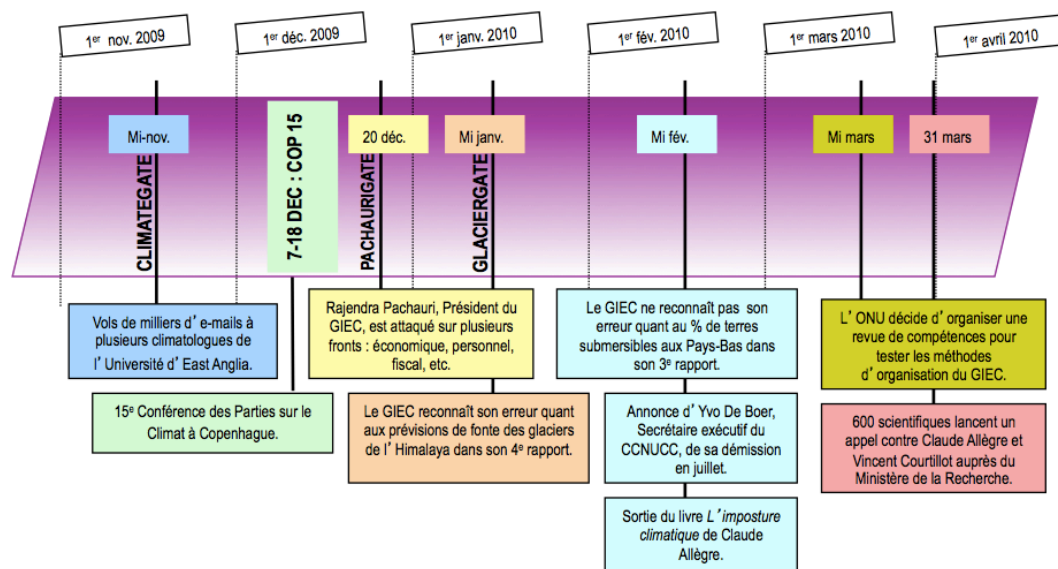 1er nov. 2009
1er déc. 2009
1er janv. 2010
1er fév. 2010
1er mars 2010
1er avril 2010
Mi-nov.
CLIMATEGATE
7-18 DEC : COP 15
20 déc.
PACHAURIGATE
Mi janv.
GLACIERGATE
Mi fév.
Mi mars
31 mars
Vols de milliers d’ e-mails à
plusieurs climatologues de
l’ Université d’ East Anglia.
15e Conférence des Parties sur le
Climat à Copenhague.
Rajendra Pachauri, Président du
GIEC, est attaqué sur plusieurs
fronts : économique, personnel,
fiscal, etc.
Le GIEC reconnaît son erreur quant
aux prévisions de fonte des glaciers
de l’ Himalaya dans son 4e rapport.
Le GIEC ne reconnaît pas son
erreur quant au % de terres
submersibles aux Pays-Bas dans
son 3e rapport.
Annonce d’ Yvo De Boer,
Secrétaire exécutif du
CCNUCC, de sa démission
en juillet.
Sortie du livre L’ imposture
climatique de Claude
Allègre.
L’ ONU décide d’ organiser une
revue de compétences pour
tester les méthodes
d’ organisation du GIEC.
600 scientifiques lancent un
appel contre Claude Allègre et
Vincent Courtillot auprès du
Ministère de la Recherche.